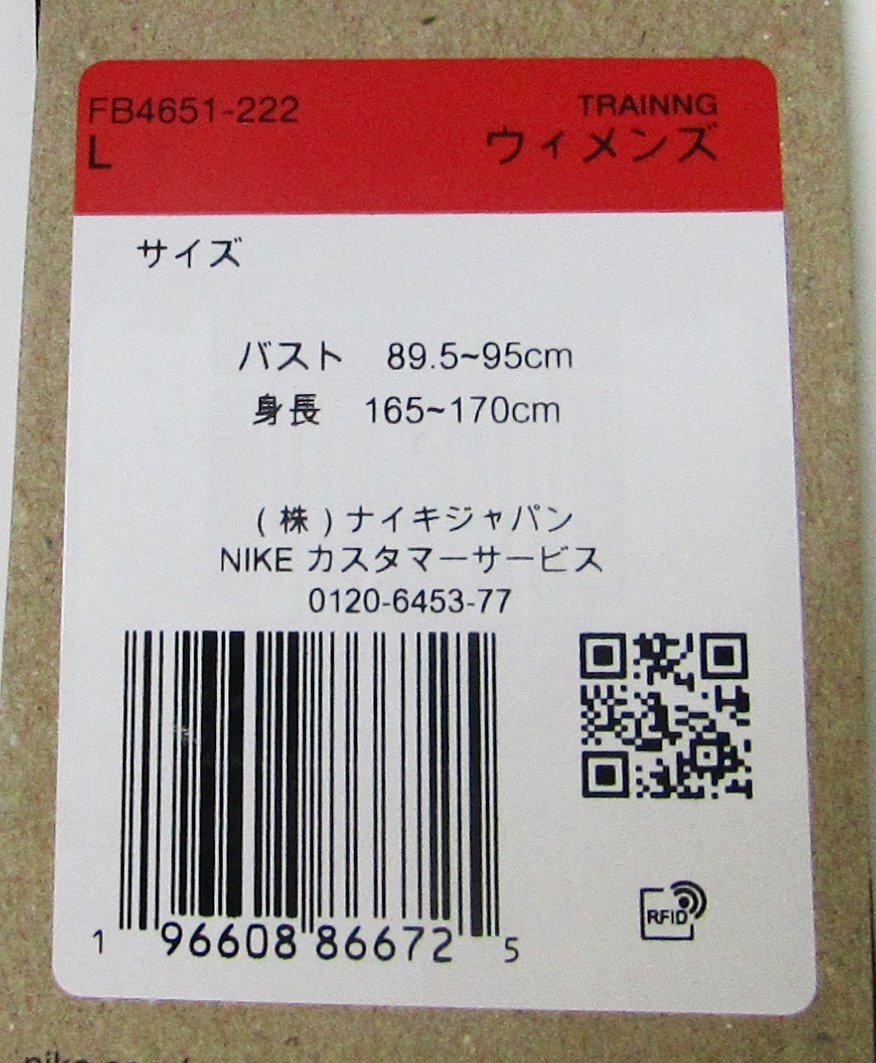 FB4651-222 TRAINNG
L ウィメンズ
サイズ
バスト 89.5~95cm
身長 165~170cm
(株)ナイキジャパン
NIKE カスタマーサービス
0120-6453-77
1 96608 86672 5
RFID